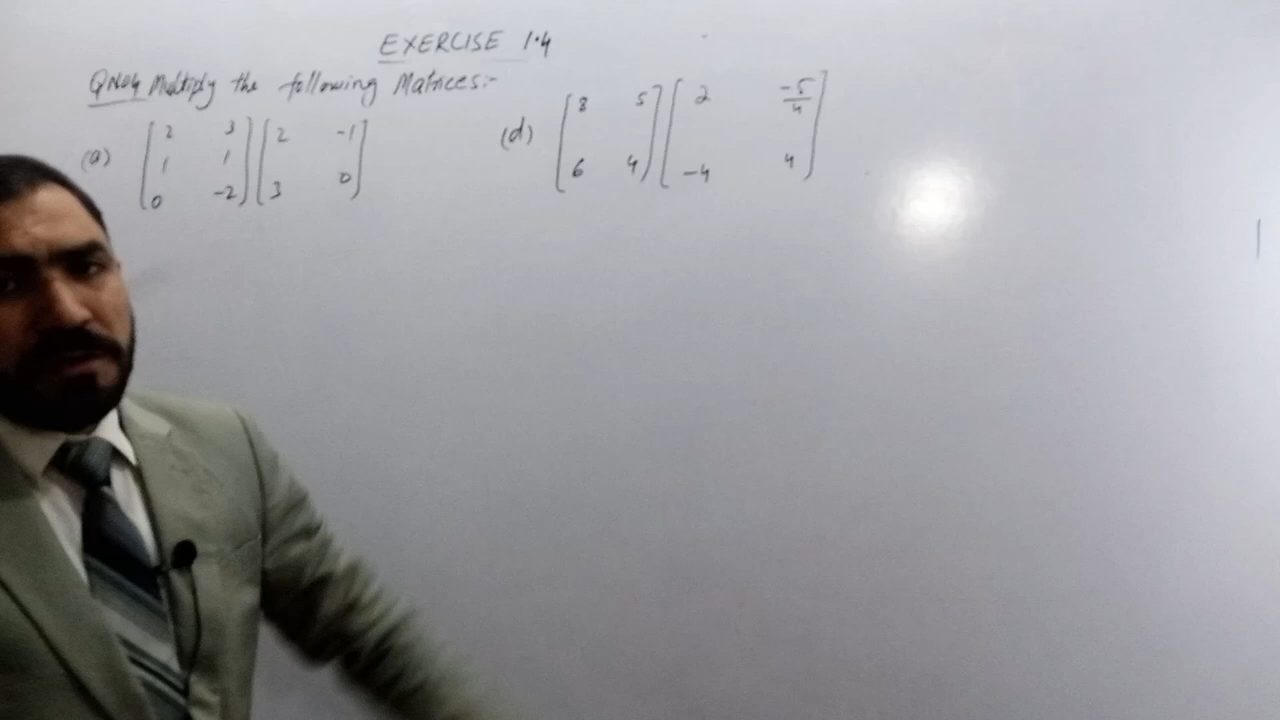 EXERCISE 1.4
QNo4 Multiply the following Matrices:-
(a) [2 3 [2 -1]
1 1
0 -2] 3 0]
(d) [8 5] [2 -5/4]
[6 4] -4 4]